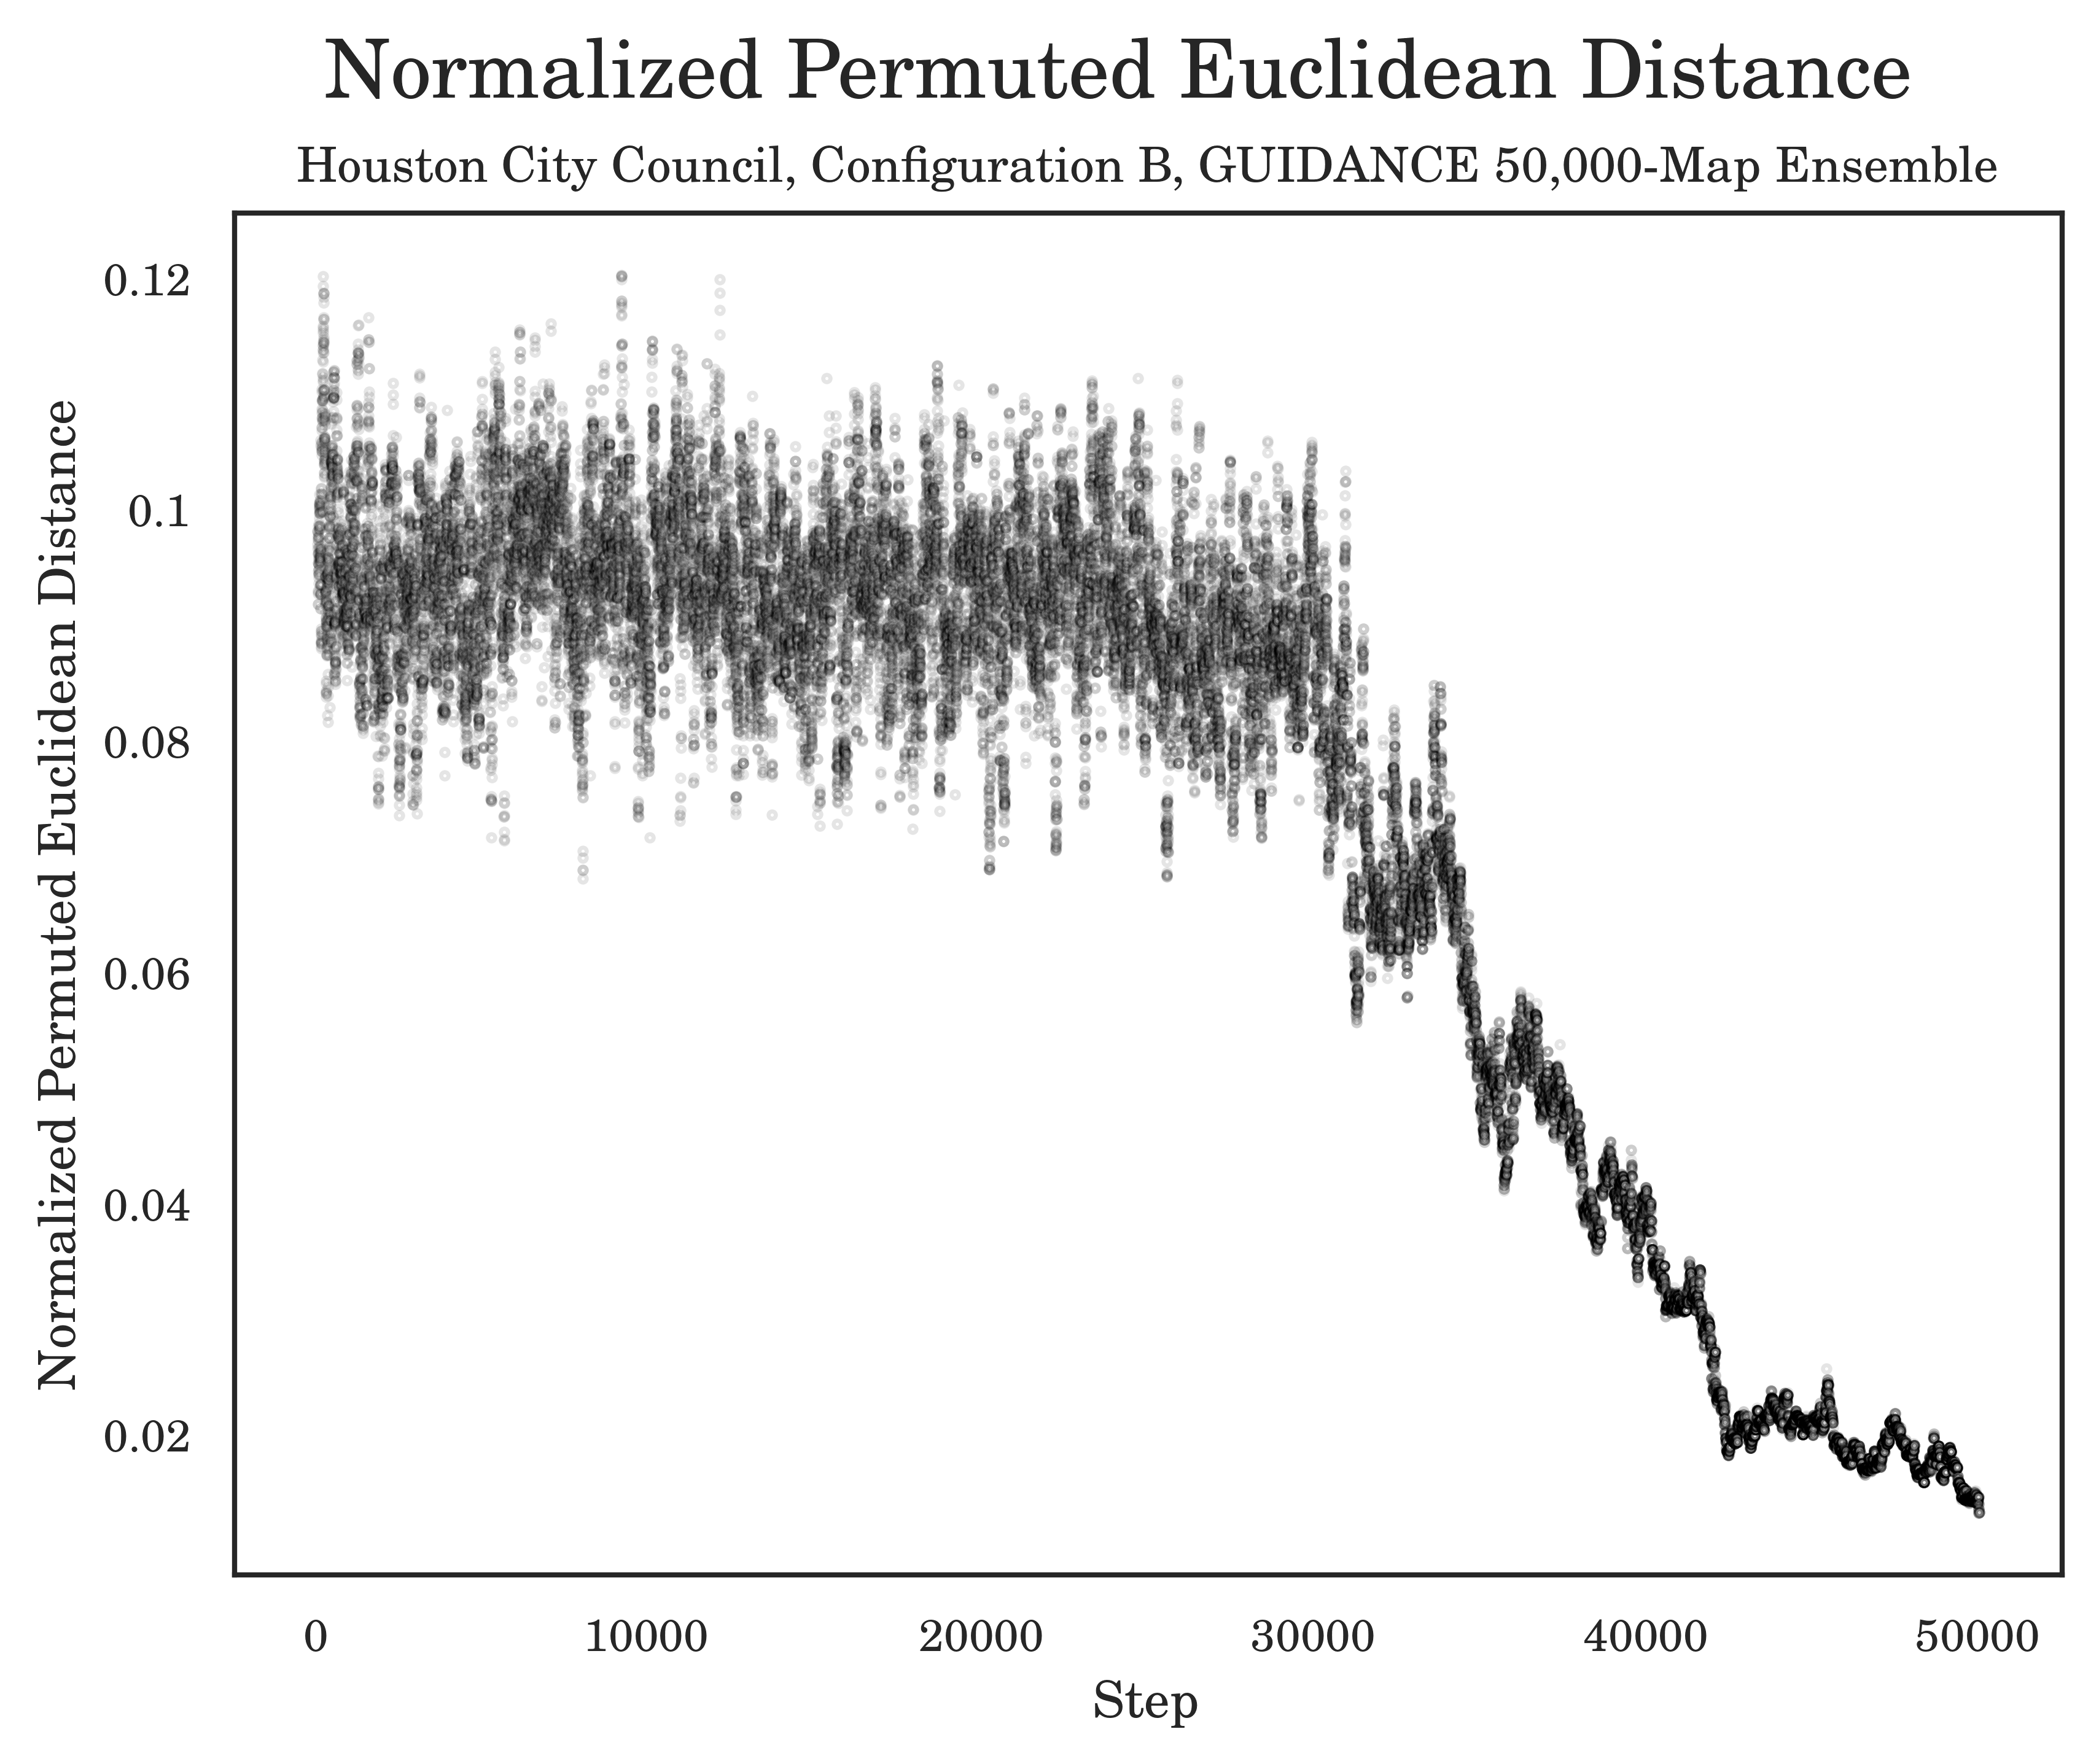 Normalized Permuted Euclidean Distance
Houston City Council, Configuration B, GUIDANCE 50,000-Map Ensemble
Normalized Permuted Euclidean Distance
0.12
0.1
0.08
0.06
0.04
0.02
0 10000 20000 30000 40000 50000
Step